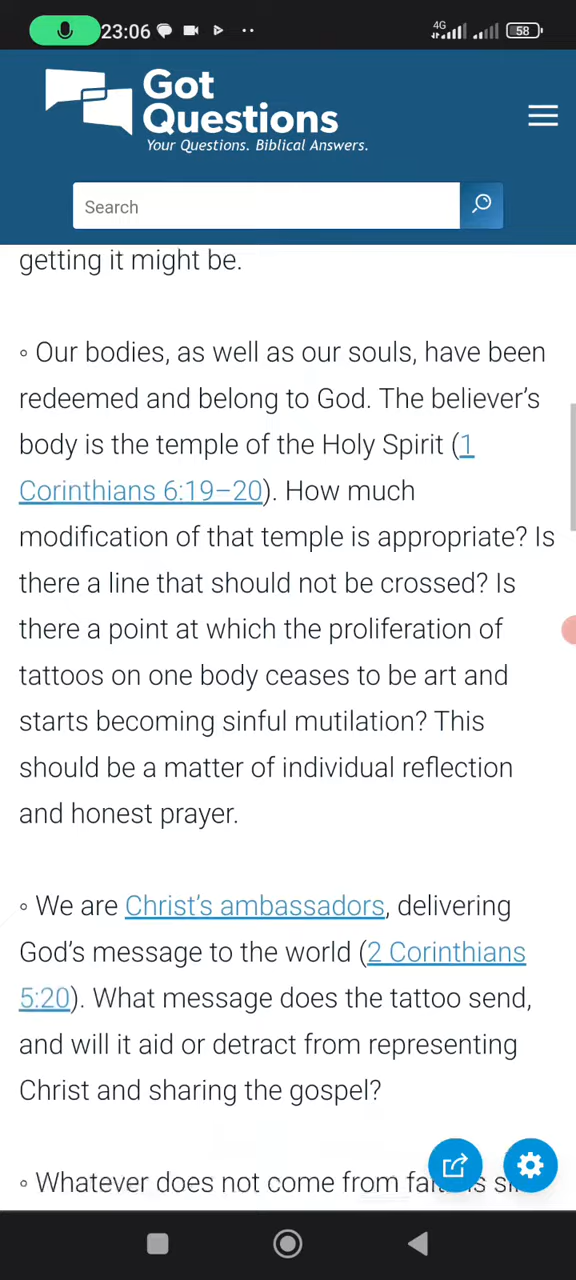 23:06
4G
58
Got
Questions
Your Questions. Biblical Answers.
Search
getting it might be.
◦ Our bodies, as well as our souls, have been
redeemed and belong to God. The believer's
body is the temple of the Holy Spirit (1
Corinthians 6:19–20). How much
modification of that temple is appropriate? Is
there a line that should not be crossed? Is
there a point at which the proliferation of
tattoos on one body ceases to be art and
starts becoming sinful mutilation? This
should be a matter of individual reflection
and honest prayer.
◦ We are Christ's ambassadors, delivering
God's message to the world (2 Corinthians
5:20). What message does the tattoo send,
and will it aid or detract from representing
Christ and sharing the gospel?
◦ Whatever does not come from